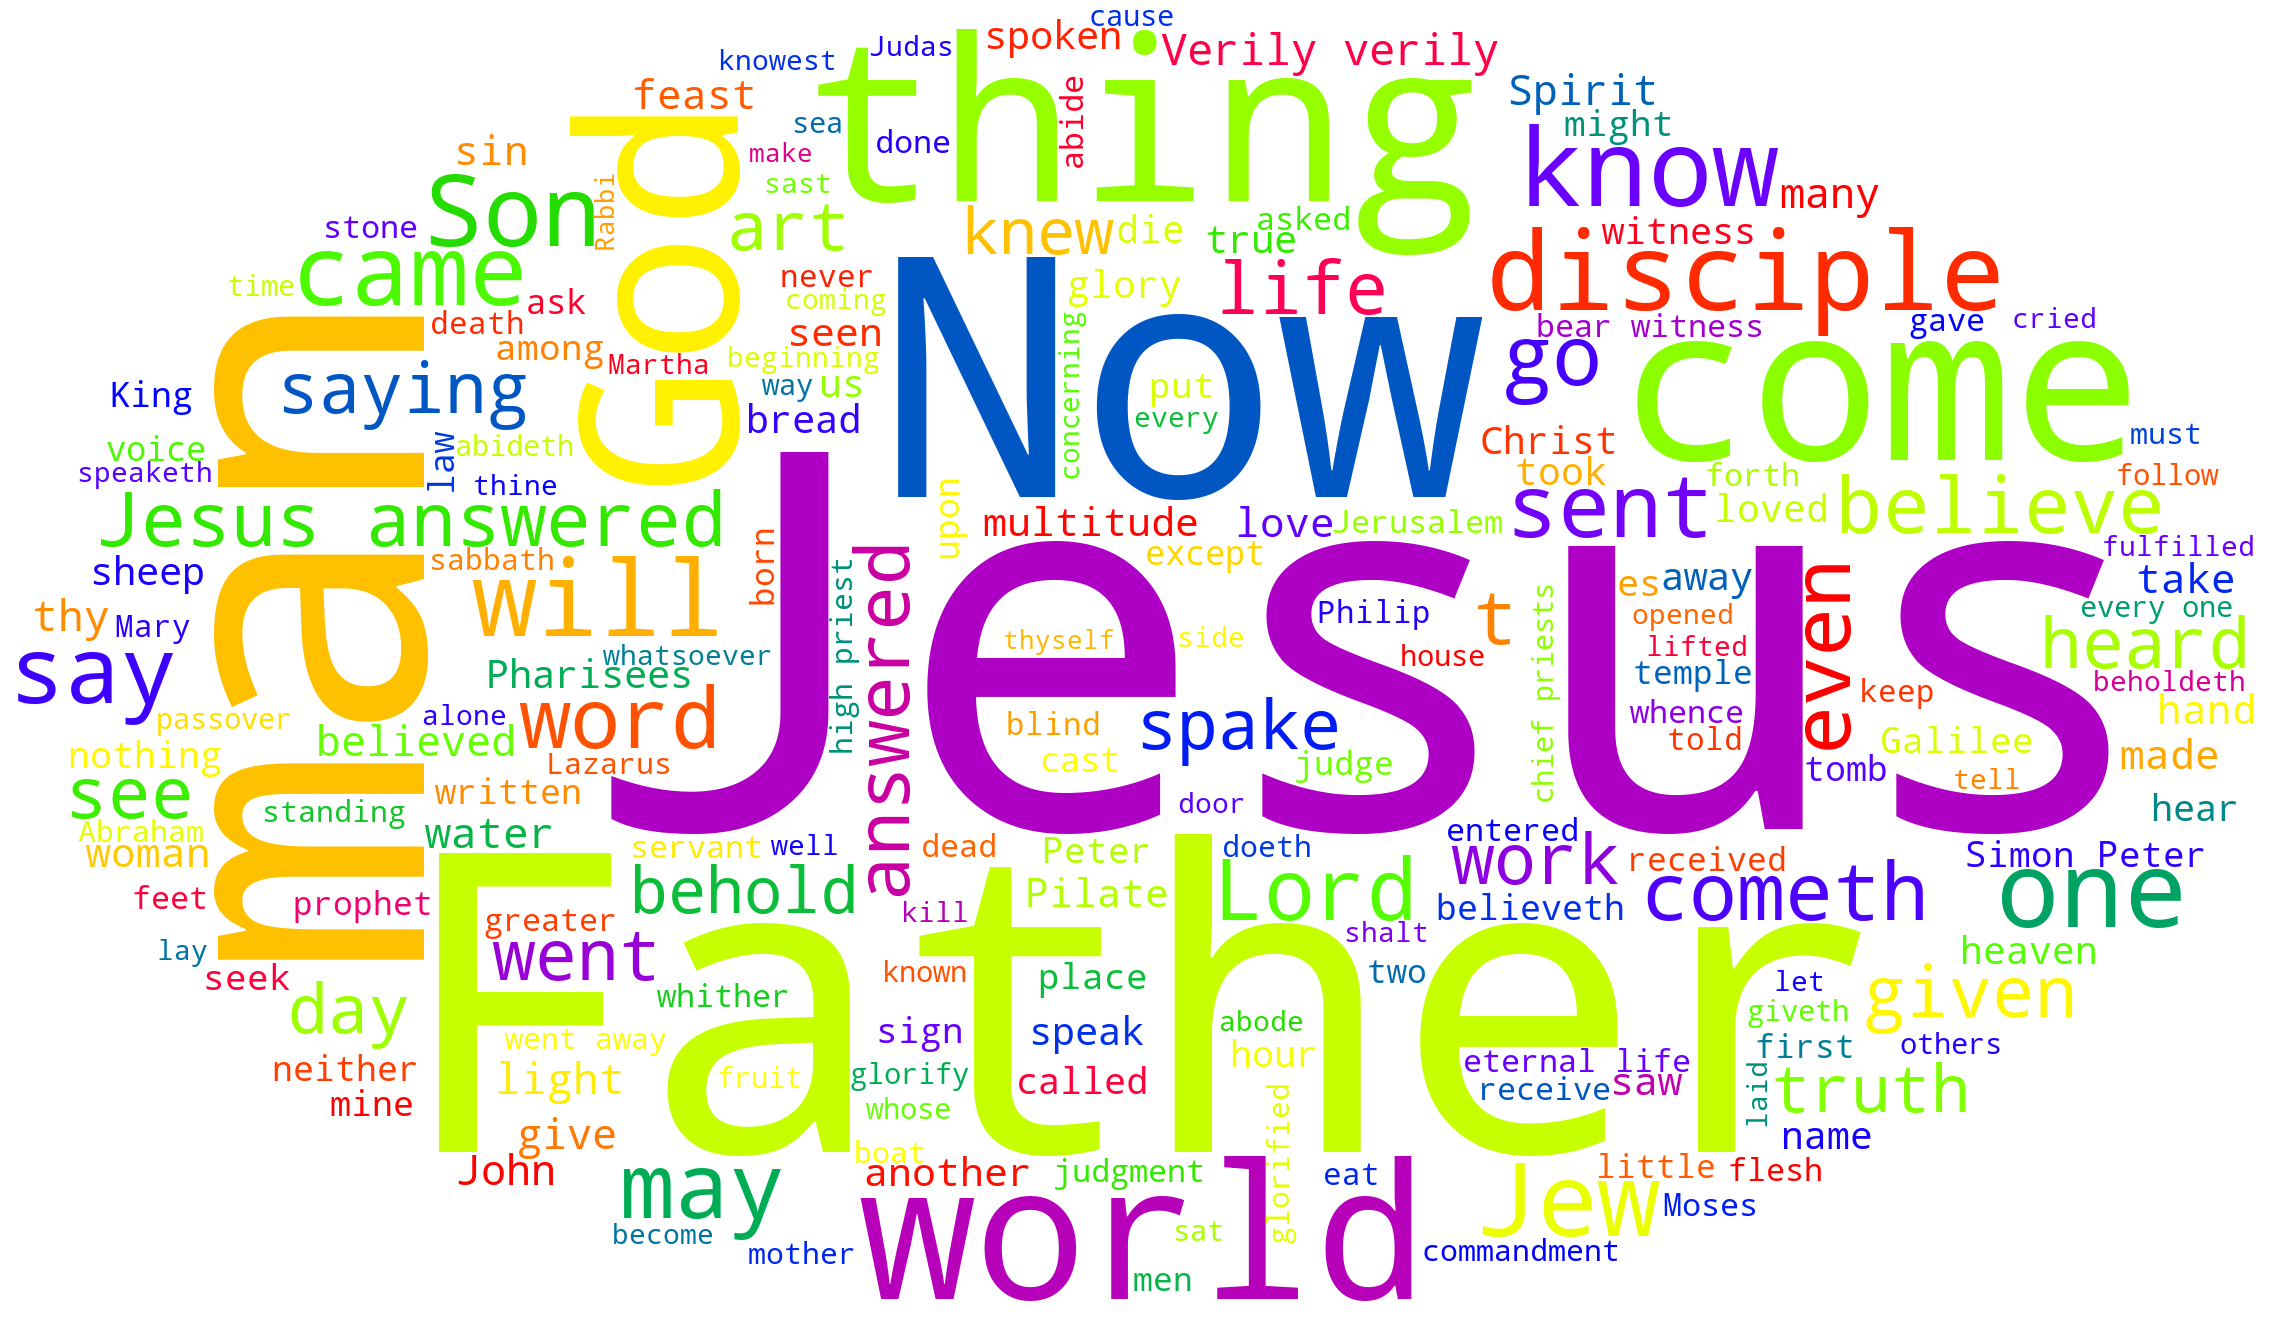 cause
Judas
spoken
Verily verily
knowest
thing
feast
abide
Spirit
sea
might
done
God
know
sin
make
Rabbi
sast
many
Son
art
knew
die
asked
stone
true
witness
came
disciple
never
life
glory
time
coming
ask
death
seen
concerning
bear witness
gave
cried
among
Martha
beginning
Now
go
come
saying
way
us
put
King
bread
every
man
law
voice
abideth
Christ
must
speaketh
thine
took
forth
follow
Jesus answered
upon
multitude
love
Jerusalem
sent
loved
believe
born
answered
except
fulfilled
sheep
sabbath
will
high priest
es
away
even
take
thy
Mary
Philip
t
chief priests
opened
every one
say
thyself
side
lifted
heard
Pharisees
whatsoever
house
temple
beholdeth
Jesus
passover
alone
word
blind
spake
whence
keep
hand
nothing
believed
Lazarus
cast
judge
told
Galilee
made
see
written
tomb
tell
standing
door
hear
Abraham
water
woman
servant
well
dead
Peter
doeth
entered
work
received
Simon Peter
feet
prophet
behold
Pilate
Lord
cometh
one
greater
kill
believeth
lay
went
shalt
heaven
seek
known
place
two
let
given
day
whither
giveth
Father
went away
sign
speak
abode
hour
first
others
neither
light
fruit
glorify
called
eternal life
receive
saw
laid
truth
mine
whose
glorified
give
boat
name
John
may
another
judgment
eat
little
flesh
world
Jew
Moses
become
sat
mother
men
commandment